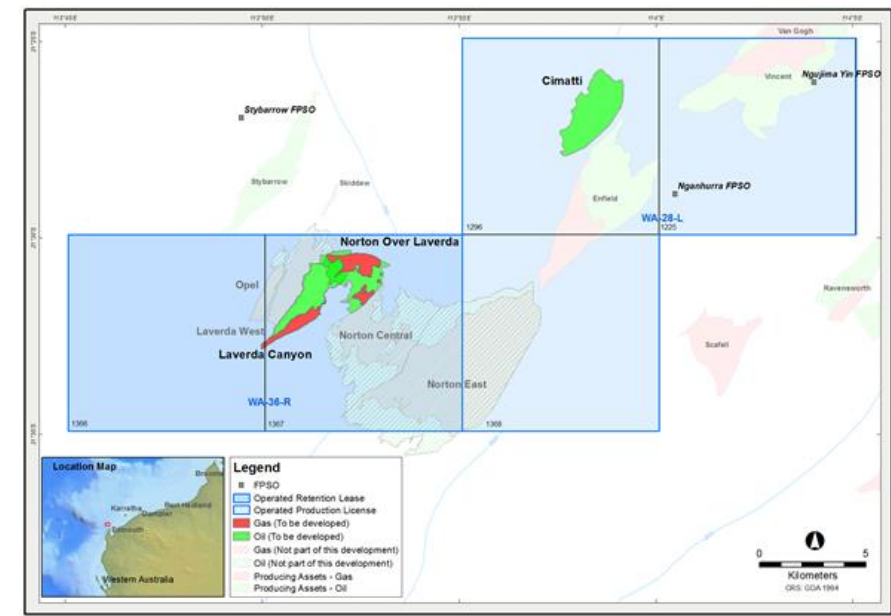 Van Gogh
Vincent
Ngujima Yin FPSO
Cimatti
Stybarrow FPSO
Stybarrow
Skiddaw
Enfield
Nganhurra FPSO
WA-28-L
1296
1225
Norton Over Laverda
Opel
Ravensworth
Laverda West
Norton Central
Scafell
Laverda Canyon
Norton East
WA-36-R
1366
1367
1368
Location Map
Karratha
Dampier
Port Hedland
Exmouth
Western Australia
Legend
FPSO
Operated Retention Lease
Operated Production License
Gas (To be developed)
Oil (To be developed)
Gas (Not part of this development)
Oil (Not part of this development)
Producing Assets - Gas
Producing Assets - Oil
0 5
Kilometers
CRS: GDA 1994